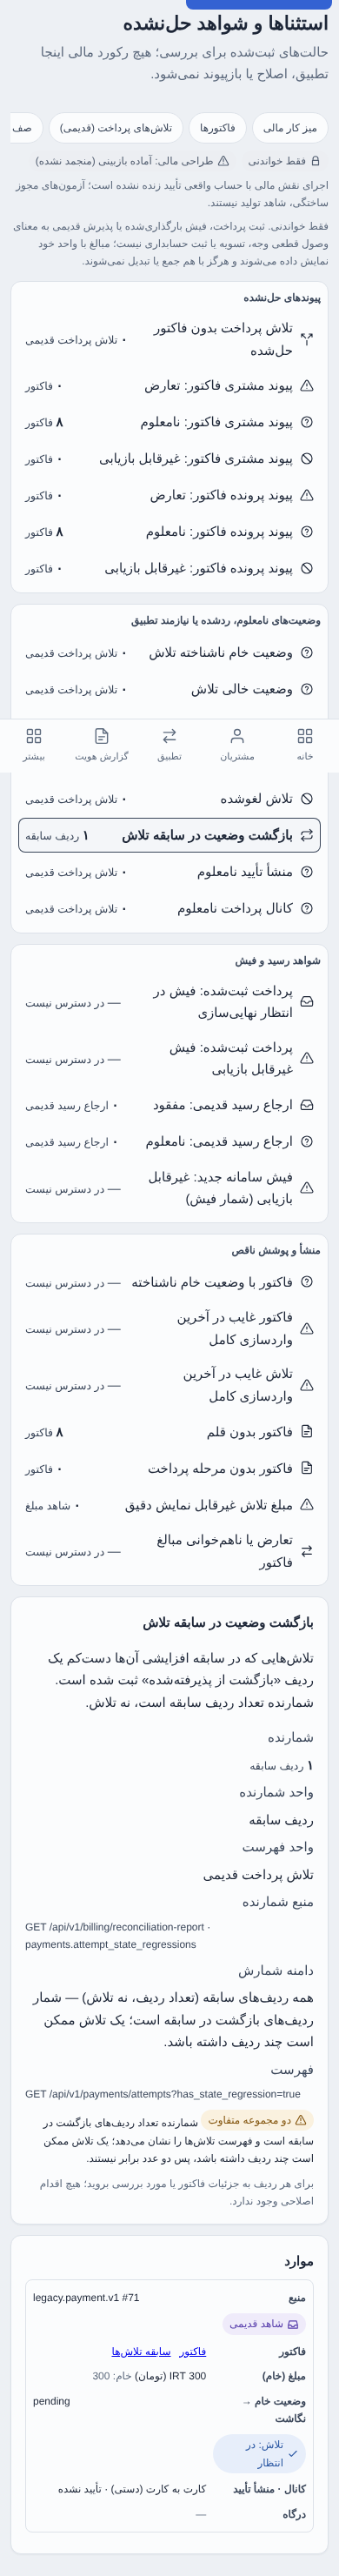 استثناها و شواهد حل‌نشده
حالت‌های ثبت‌شده برای بررسی؛ هیچ رکورد مالی اینجا
تطبیق، اصلاح یا بازپیوند نمی‌شود.
میز کار مالی
فاکتورها
تلاش‌های پرداخت (قدیمی)
صف
فقط خواندنی
طراحی مالی: آماده بازبینی (منجمد نشده)
اجرای نقش مالی با حساب واقعی تأیید زنده نشده است؛ آزمون‌های مجوز
ساختگی، شاهد تولید نیستند.
فقط خواندنی. ثبت پرداخت، فیش بارگذاری‌شده یا پذیرش قدیمی به معنای
وصول قطعی وجه، تسویه یا ثبت حسابداری نیست؛ مبالغ با واحد خود
نمایش داده می‌شوند و هرگز با هم جمع یا تبدیل نمی‌شوند.
پیوندهای حل‌نشده
تلاش پرداخت بدون فاکتور
حل‌شده
۰ تلاش پرداخت قدیمی
پیوند مشتری فاکتور: تعارض
۰ فاکتور
پیوند مشتری فاکتور: نامعلوم
۸ فاکتور
پیوند مشتری فاکتور: غیرقابل بازیابی
۰ فاکتور
پیوند پرونده فاکتور: تعارض
۰ فاکتور
پیوند پرونده فاکتور: نامعلوم
۸ فاکتور
پیوند پرونده فاکتور: غیرقابل بازیابی
۰ فاکتور
وضعیت‌های نامعلوم، ردشده یا نیازمند تطبیق
وضعیت خام ناشناخته تلاش
۰ تلاش پرداخت قدیمی
وضعیت خالی تلاش
۰ تلاش پرداخت قدیمی
خانه
مشتریان
تطبیق
گزارش هویت
بیشتر
تلاش لغوشده
۰ تلاش پرداخت قدیمی
بازگشت وضعیت در سابقه تلاش
۱ ردیف سابقه
منشأ تأیید نامعلوم
۰ تلاش پرداخت قدیمی
کانال پرداخت نامعلوم
۰ تلاش پرداخت قدیمی
شواهد رسید و فیش
پرداخت ثبت‌شده: فیش در
انتظار نهایی‌سازی
— در دسترس نیست
پرداخت ثبت‌شده: فیش
غیرقابل بازیابی
— در دسترس نیست
ارجاع رسید قدیمی: مفقود
۰ ارجاع رسید قدیمی
ارجاع رسید قدیمی: نامعلوم
۰ ارجاع رسید قدیمی
فیش سامانه جدید: غیرقابل
بازیابی (شمار فیش)
— در دسترس نیست
منشأ و پوشش ناقص
فاکتور با وضعیت خام ناشناخته
— در دسترس نیست
فاکتور غایب در آخرین
واردسازی کامل
— در دسترس نیست
تلاش غایب در آخرین
واردسازی کامل
— در دسترس نیست
فاکتور بدون قلم
۸ فاکتور
فاکتور بدون مرحله پرداخت
۰ فاکتور
مبلغ تلاش غیرقابل نمایش دقیق
۰ شاهد مبلغ
تعارض یا ناهم‌خوانی مبالغ
فاکتور
— در دسترس نیست
بازگشت وضعیت در سابقه تلاش
تلاش‌هایی که در سابقه افزایشی آن‌ها دست‌کم یک
ردیف «بازگشت از پذیرفته‌شده» ثبت شده است.
شمارنده تعداد ردیف سابقه است، نه تلاش.
شمارنده
۱ ردیف سابقه
واحد شمارنده
ردیف سابقه
واحد فهرست
تلاش پرداخت قدیمی
منبع شمارنده
GET /api/v1/billing/reconciliation-report ·
payments.attempt_state_regressions
دامنه شمارش
همه ردیف‌های سابقه (تعداد ردیف، نه تلاش) — شمار
ردیف‌های بازگشت در سابقه است؛ یک تلاش ممکن
است چند ردیف داشته باشد.
فهرست
GET /api/v1/payments/attempts?has_state_regression=true
دو مجموعه متفاوت شمارنده تعداد ردیف‌های بازگشت در
سابقه است و فهرست تلاش‌ها را نشان می‌دهد؛ یک تلاش ممکن
است چند ردیف داشته باشد، پس دو عدد برابر نیستند.
برای هر ردیف به جزئیات فاکتور یا مورد بررسی بروید؛ هیچ اقدام
اصلاحی وجود ندارد.
موارد
منبع
legacy.payment.v1 #71
شاهد قدیمی
فاکتور
فاکتور سابقه تلاش‌ها
مبلغ (خام)
300 IRT (تومان) خام: 300
وضعیت خام →
نگاشت
pending
تلاش: در
انتظار
کانال · منشأ تأیید
کارت به کارت (دستی) · تأیید نشده
درگاه
—